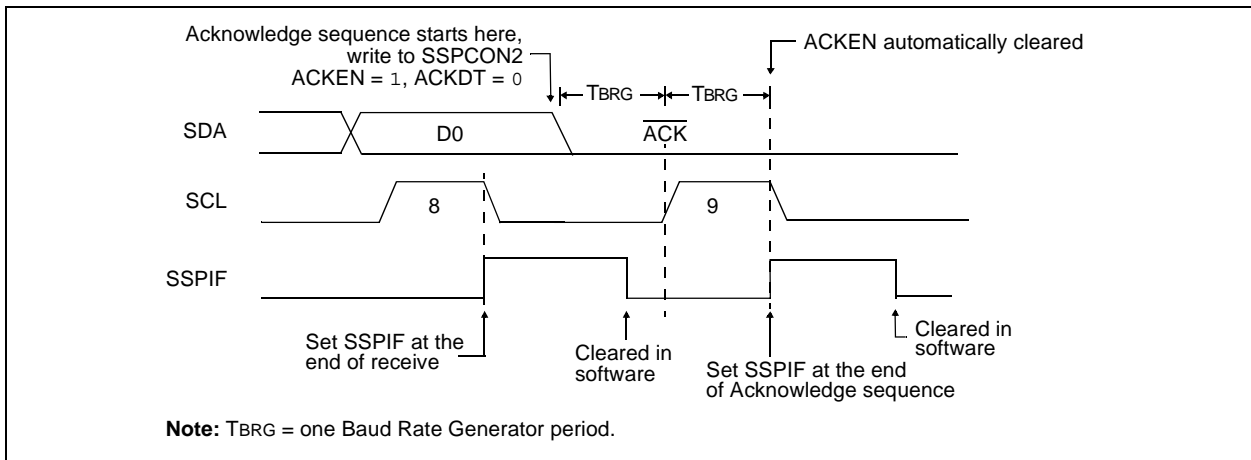 Acknowledge sequence starts here,
write to SSPCON2
ACKEN = 1, ACKDT = 0
ACKEN automatically cleared
TBRG
TBRG
SDA
D0
ACK
SCL
8
9
SSPIF
Set SSPIF at the
end of receive
Cleared in
software
Set SSPIF at the end
of Acknowledge sequence
Cleared in
software
Note: TBRG = one Baud Rate Generator period.